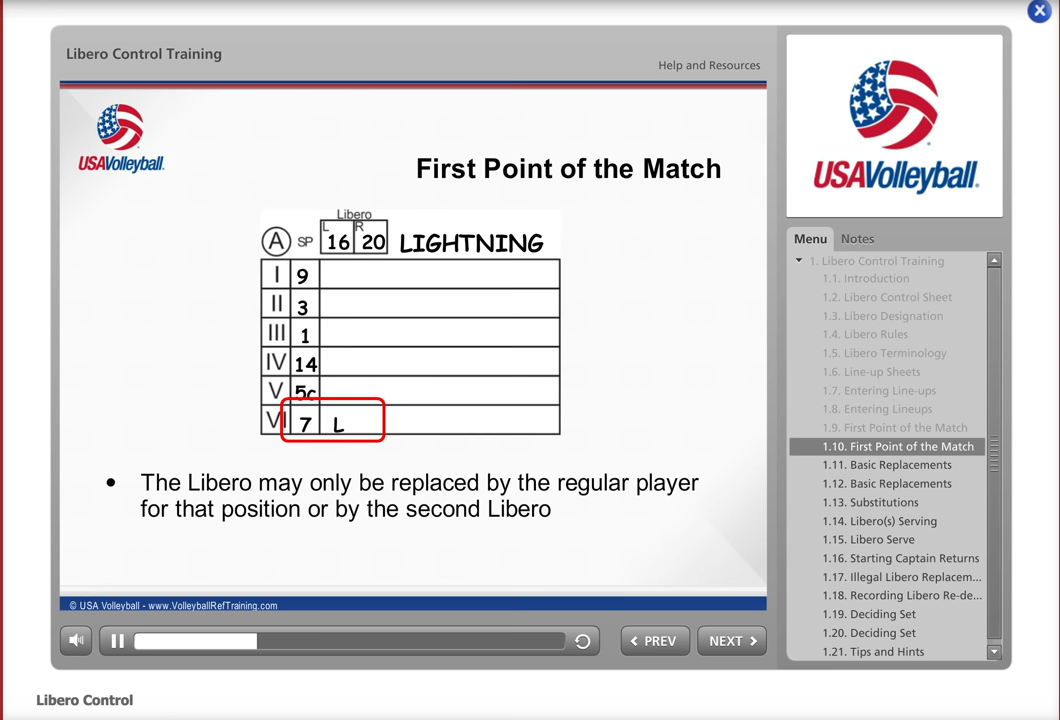 Libero Control Training
Help and Resources
USAVolleyball.
First Point of the Match
Libero
L R
A SP 16 20 LIGHTNING
I 9
II 3
III 1
IV 14
V 5c
VI 7 L
• The Libero may only be replaced by the regular player
for that position or by the second Libero
© USA Volleyball - www.VolleyballRefTraining.com
PREV
NEXT
USAVolleyball.
Menu Notes
1. Libero Control Training
1.1. Introduction
1.2. Libero Control Sheet
1.3. Libero Designation
1.4. Libero Rules
1.5. Libero Terminology
1.6. Line-up Sheets
1.7. Entering Line-ups
1.8. Entering Lineups
1.9. First Point of the Match
1.10. First Point of the Match
1.11. Basic Replacements
1.12. Basic Replacements
1.13. Substitutions
1.14. Libero(s) Serving
1.15. Libero Serve
1.16. Starting Captain Returns
1.17. Illegal Libero Replacem...
1.18. Recording Libero Re-de...
1.19. Deciding Set
1.20. Deciding Set
1.21. Tips and Hints
Libero Control